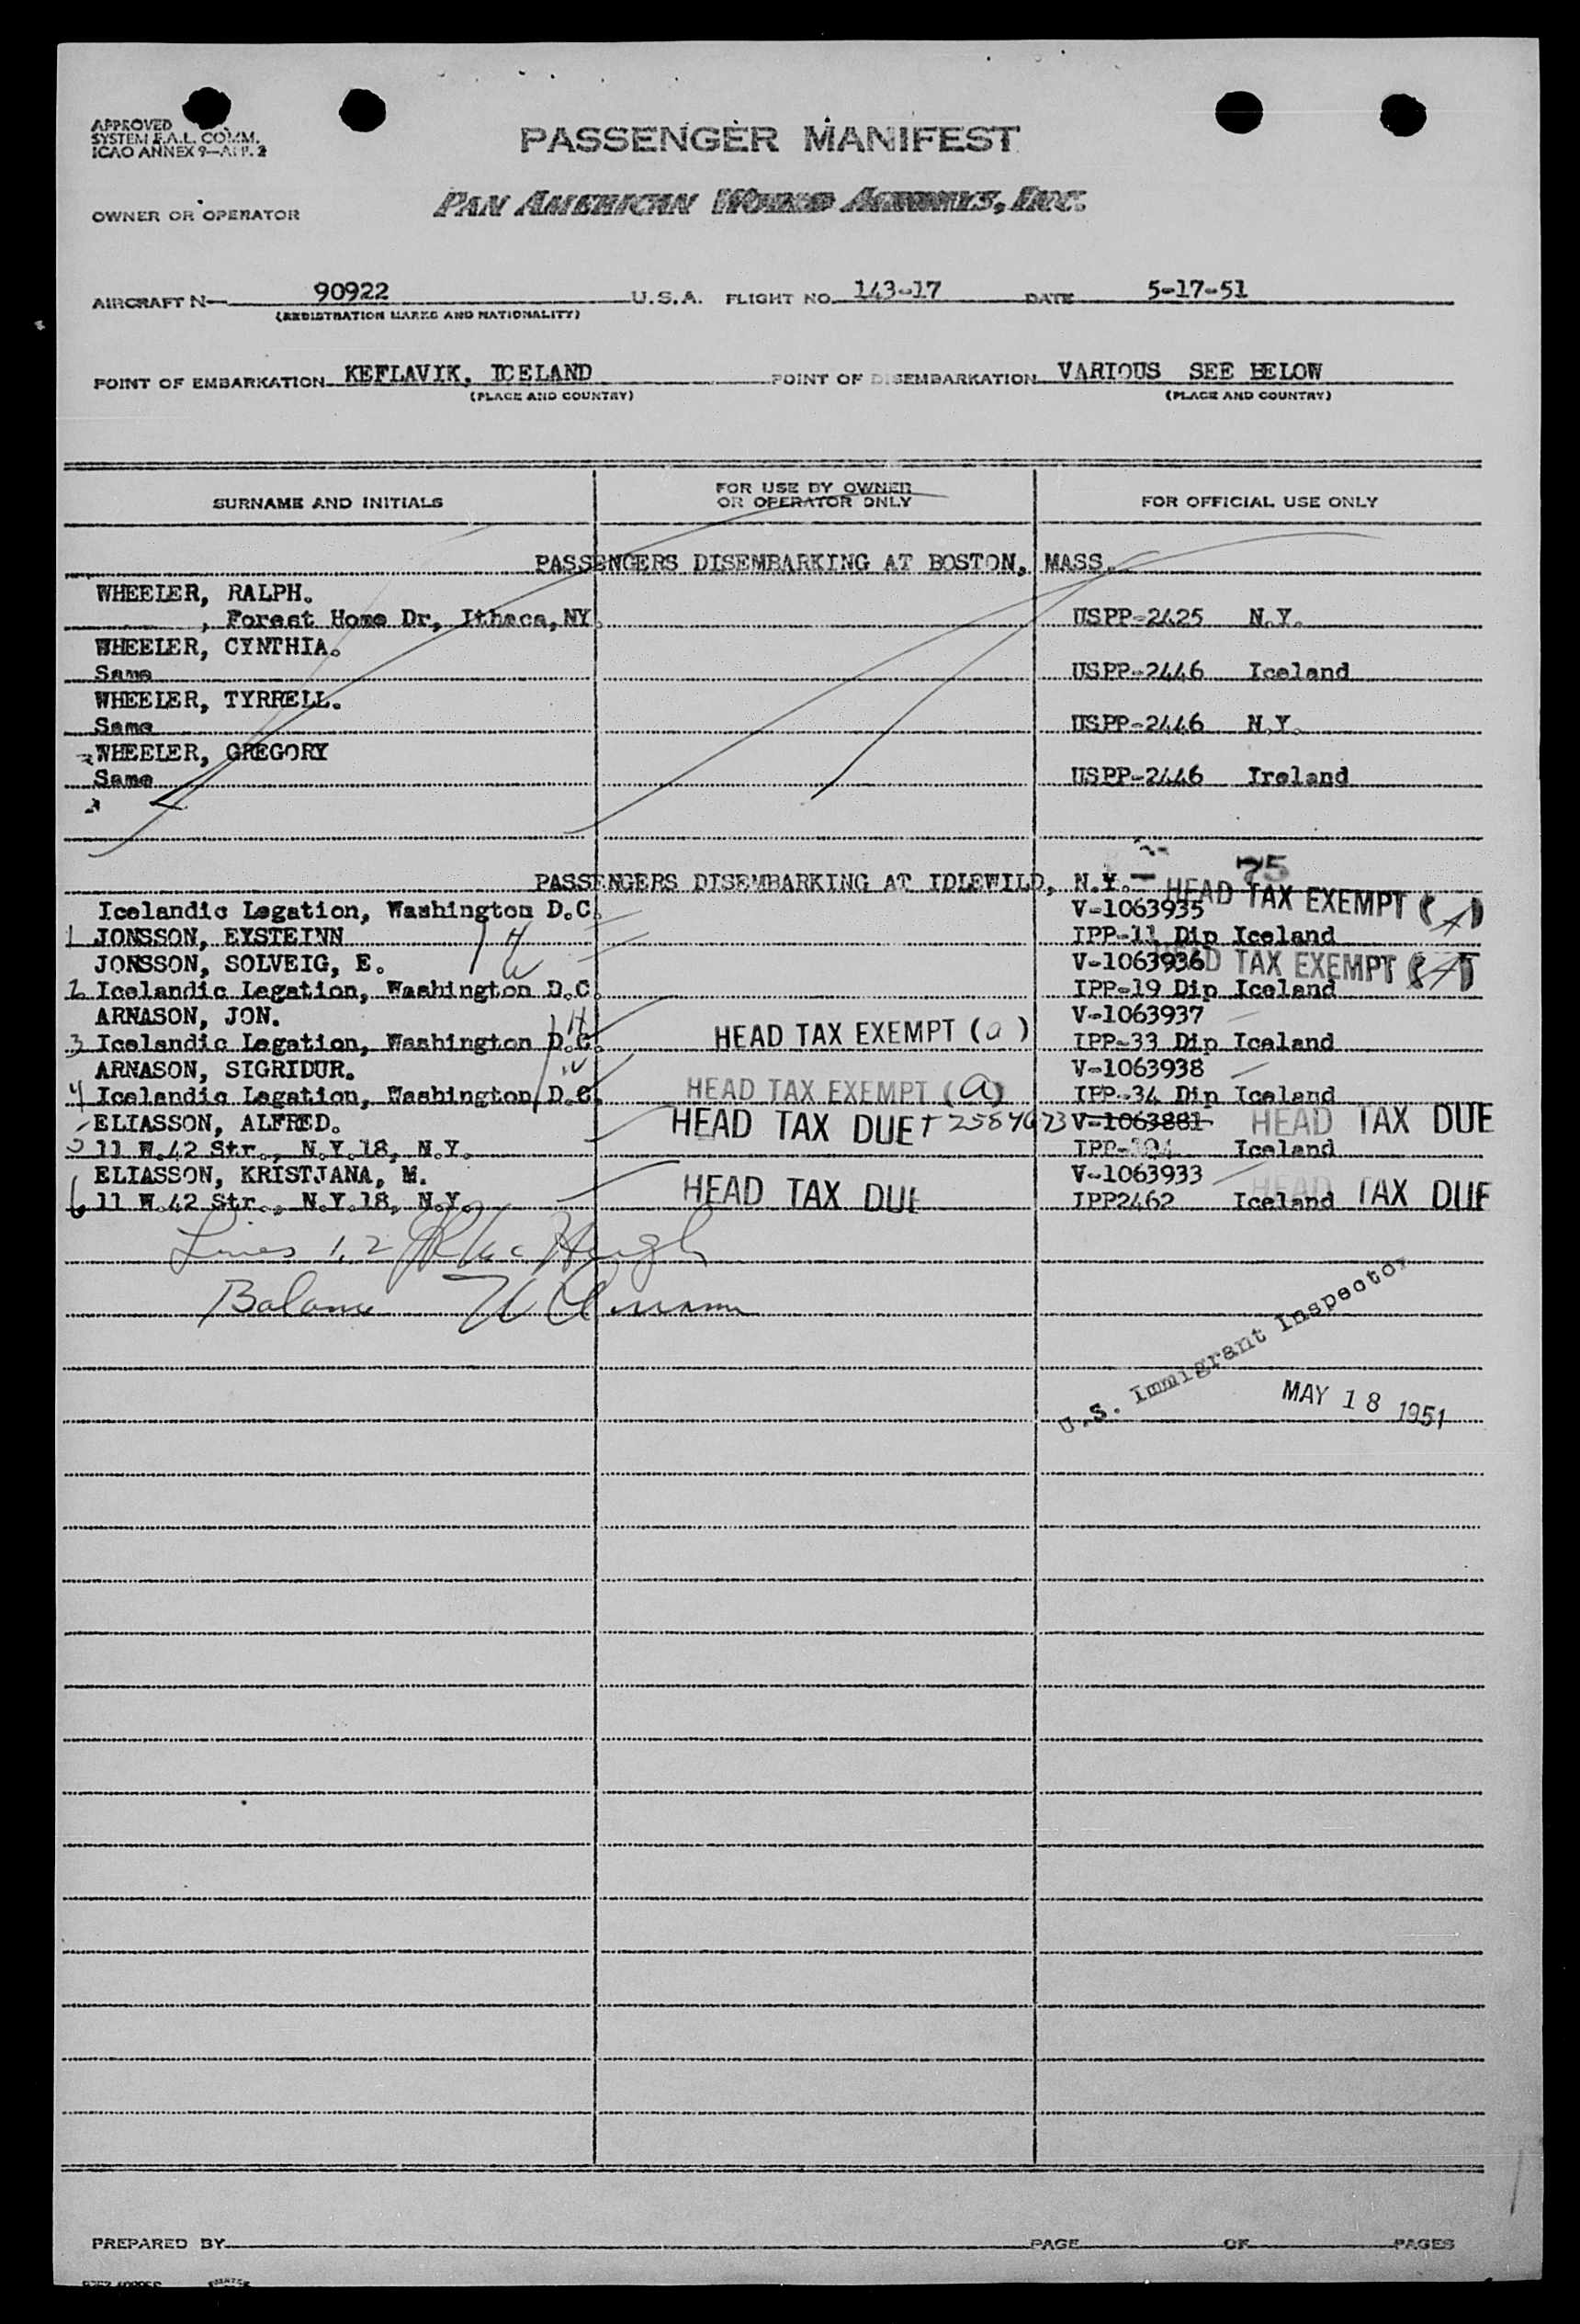 APPROVED
SYSTEM F.A.L. COMM.
ICAO ANNEX 9—APP. 2
PASSENGER MANIFEST
OWNER OR OPERATOR PAN AMERICAN WORLD AIRWAYS, INC.
AIRCRAFT N— 90922 U.S.A. FLIGHT NO. 143-17 DATE 5-17-51
(REGISTRATION MARKS AND NATIONALITY)
POINT OF EMBARKATION KEFLAVIK, ICELAND POINT OF DISEMBARKATION VARIOUS SEE BELOW
(PLACE AND COUNTRY) (PLACE AND COUNTRY)
SURNAME AND INITIALS FOR USE BY OWNER OR OPERATOR ONLY FOR OFFICIAL USE ONLY
PASSENGERS DISEMBARKING AT BOSTON, MASS.
WHEELER, RALPH.
, Forest Home Dr, Ithaca, NY. USPP-2425 N.Y.
WHEELER, CYNTHIA.
Same USPP-2446 Iceland
WHEELER, TYRRELL.
Same USPP-2446 N.Y.
WHEELER, GREGORY
Same USPP-2446 Ireland
75
PASSENGERS DISEMBARKING AT IDLEWILD, N.Y. HEAD TAX EXEMPT (A)
Icelandic Legation, Washington D.C. V-1063935
1 JONSSON, EYSTEINN H IPP-11 Dip Iceland
JONSSON, SOLVEIG, E. W V-1063936 HEAD TAX EXEMPT (A)
2 Icelandic Legation, Washington D.C. IPP-19 Dip Iceland
ARNASON, JON. H V-1063937
3 Icelandic Legation, Washington D.C. HEAD TAX EXEMPT (a) IPP-33 Dip Iceland
ARNASON, SIGRIDUR. W V-1063938
4 Icelandic Legation, Washington D.C. HEAD TAX EXEMPT (a) IPP-34 Dip Iceland
ELIASSON, ALFRED. HEAD TAX DUE T 2584673 V-1063881 HEAD TAX DUE
5 11 W.42 Str., N.Y.18, N.Y. Iceland
ELIASSON, KRISTJANA, M. V-1063933
6 11 W.42 Str., N.Y.18, N.Y. HEAD TAX DUE IPP2462 Iceland HEAD TAX DUE
Lines 1, 2
Balance
U.S. Immigrant Inspector
MAY 18 1951
PREPARED BY PAGE OF PAGES